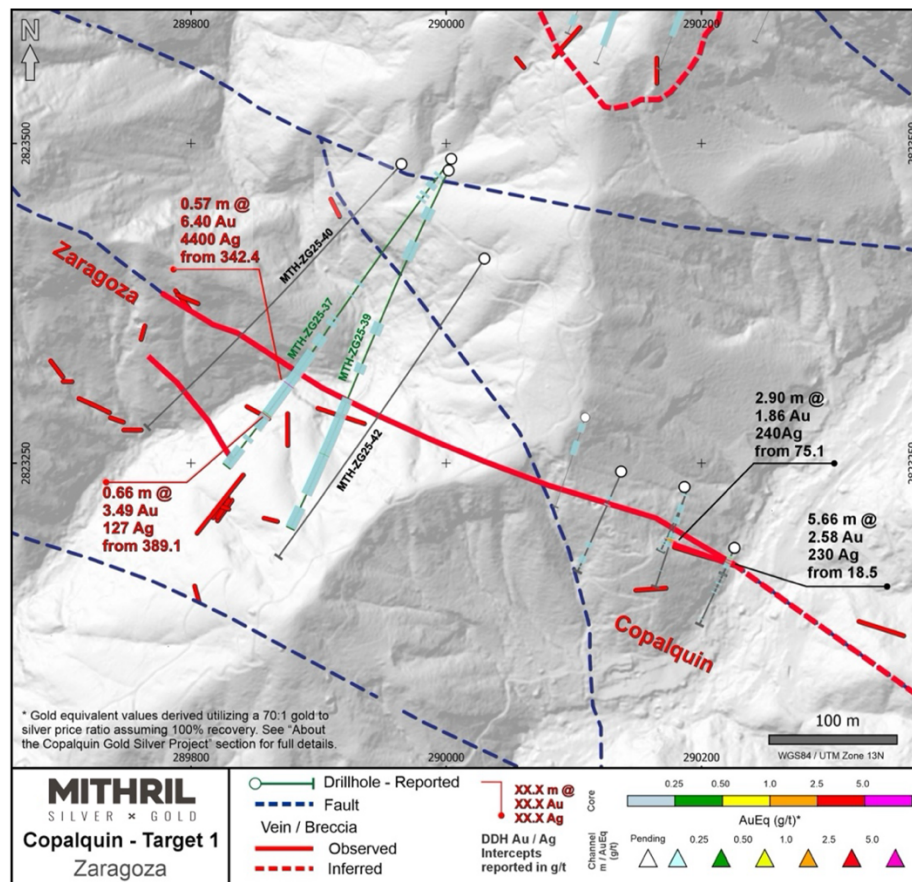 289800
290000
290200
N
2823500
2823500
0.57 m @
6.40 Au
4400 Ag
from 342.4
Zaragoza
MTH-ZG25-40
MTH-ZG25-37
MTH-ZG25-39
MTH-ZG25-42
2823250
2823250
2.90 m @
1.86 Au
240Ag
from 75.1
0.66 m @
3.49 Au
127 Ag
from 389.1
5.66 m @
2.58 Au
230 Ag
from 18.5
Copalquin
* Gold equivalent values derived utilizing a 70:1 gold to
silver price ratio assuming 100% recovery. See "About
the Copalquin Gold Silver Project" section for full details.
100 m
WGS84 / UTM Zone 13N
289800
290000
290200
MITHRIL
SILVER × GOLD
Copalquin - Target 1
Zaragoza
Drillhole - Reported
Fault
Vein / Breccia
Observed
Inferred
XX.X m @
XX.X Au
XX.X Ag
DDH Au / Ag
Intercepts
reported in g/t
Core
0.25 0.50 1.0 2.5 5.0
AuEq (g/t)*
Channel
m / AuEq
(g/t)
Pending 0.25 0.50 1.0 2.5 5.0